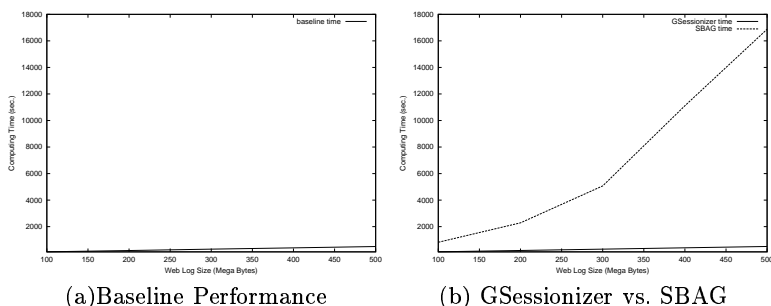 18000
16000
14000
12000
10000
8000
6000
4000
2000
Computing Time (sec.)
baseline time
100 150 200 250 300 350 400 450 500
Web Log Size (Mega Bytes)
(a)Baseline Performance
18000
16000
14000
12000
10000
8000
6000
4000
2000
Computing Time (sec.)
GSessionizer time
SBAG time
100 150 200 250 300 350 400 450 500
Web Log Size (Mega Bytes)
(b) GSessionizer vs. SBAG